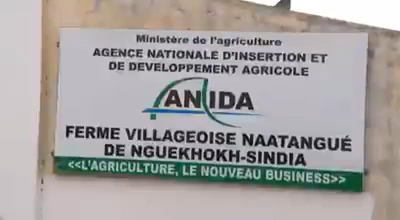 Ministère de l'agriculture
AGENCE NATIONALE D'INSERTION ET
DE DEVELOPPEMENT AGRICOLE
ANIDA
FERME VILLAGEOISE NAATANGUÉ
DE NGUEKHOKH-SINDIA
<<L'AGRICULTURE, LE NOUVEAU BUSINESS>>